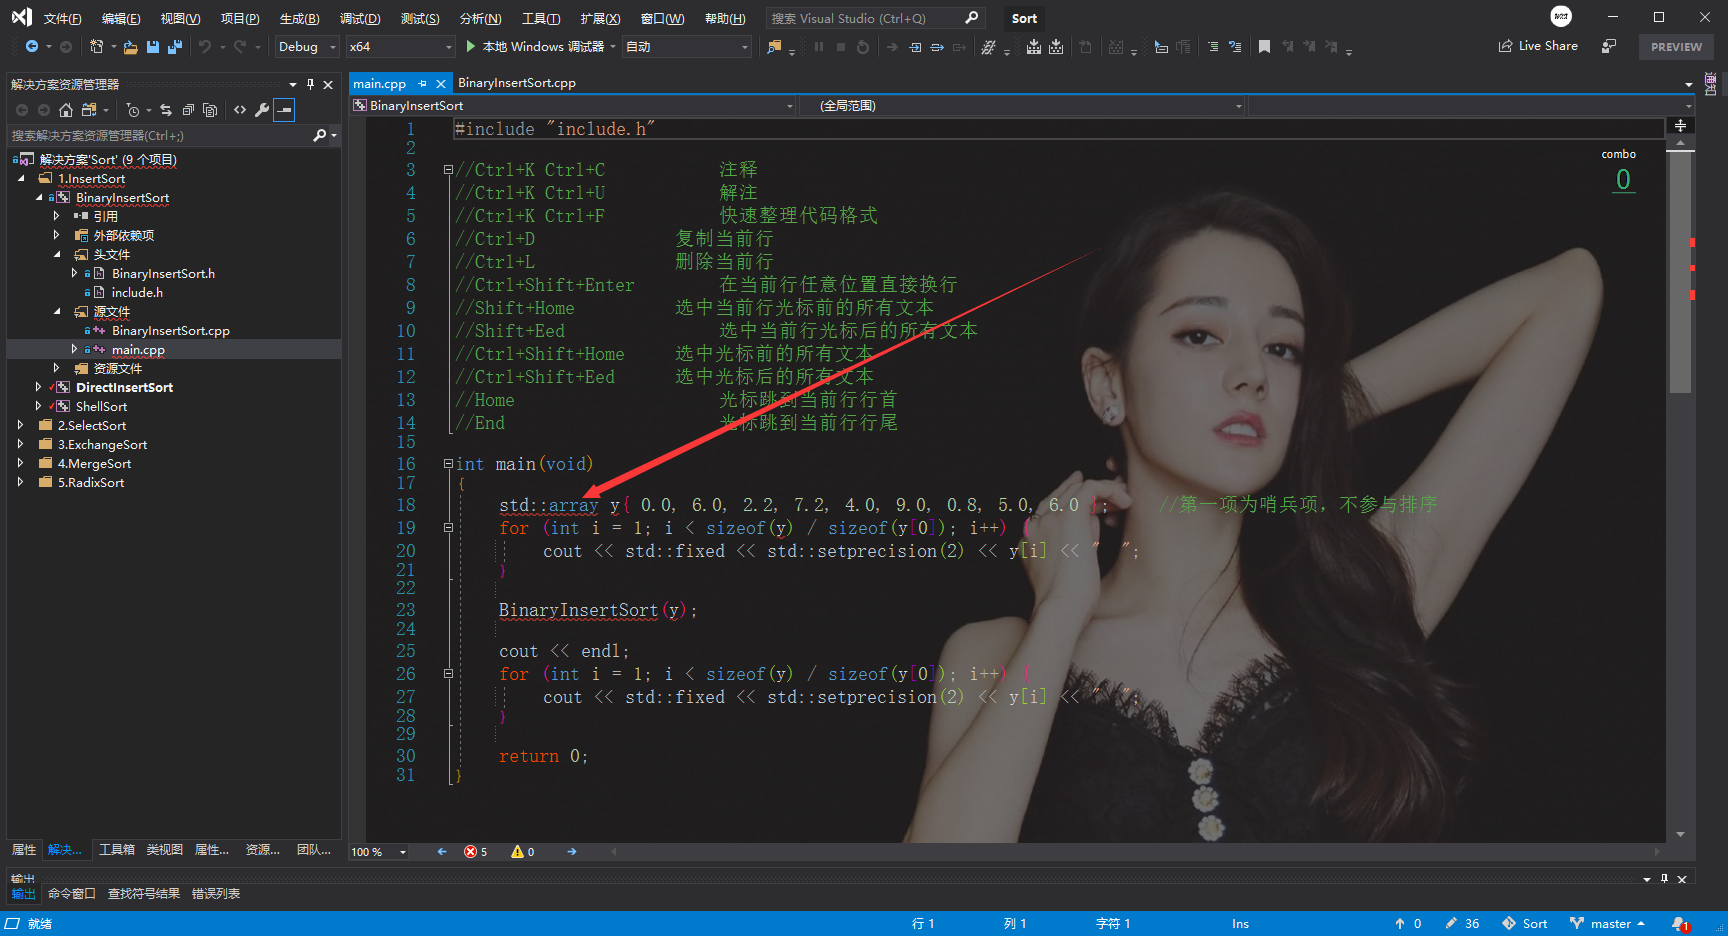 文件(F) 编辑(E) 视图(V) 项目(P) 生成(B) 调试(D) 测试(S) 分析(N) 工具(T) 扩展(X) 窗口(W) 帮助(H) 搜索 Visual Studio (Ctrl+Q) Sort
Debug x64 本地 Windows 调试器 自动 Live Share PREVIEW
解决方案资源管理器
搜索解决方案资源管理器(Ctrl+;)
解决方案'Sort' (9 个项目)
1.InsertSort
BinaryInsertSort
引用
外部依赖项
头文件
BinaryInsertSort.h
include.h
源文件
BinaryInsertSort.cpp
main.cpp
资源文件
DirectInsertSort
ShellSort
2.SelectSort
3.ExchangeSort
4.MergeSort
5.RadixSort
属性 解决... 工具箱 类视图 属性... 资源... 团队...
main.cpp BinaryInsertSort.cpp
BinaryInsertSort (全局范围)
combo
0
1 #include "include.h"
2
3 //Ctrl+K Ctrl+C 注释
4 //Ctrl+K Ctrl+U 解注
5 //Ctrl+K Ctrl+F 快速整理代码格式
6 //Ctrl+D 复制当前行
7 //Ctrl+L 删除当前行
8 //Ctrl+Shift+Enter 在当前行任意位置直接换行
9 //Shift+Home 选中当前行光标前的所有文本
10 //Shift+Eed 选中当前行光标后的所有文本
11 //Ctrl+Shift+Home 选中光标前的所有文本
12 //Ctrl+Shift+Eed 选中光标后的所有文本
13 //Home 光标跳到当前行行首
14 //End 光标跳到当前行行尾
15
16 int main(void)
17 {
18 std::array y{ 0.0, 6.0, 2.2, 7.2, 4.0, 9.0, 0.8, 5.0, 6.0 }; //第一项为哨兵项，不参与排序
19 for (int i = 1; i < sizeof(y) / sizeof(y[0]); i++) {
20 cout << std::fixed << std::setprecision(2) << y[i] << "  ";
21 }
22
23 BinaryInsertSort(y);
24
25 cout << endl;
26 for (int i = 1; i < sizeof(y) / sizeof(y[0]); i++) {
27 cout << std::fixed << std::setprecision(2) << y[i] << "  ";
28 }
29
30 return 0;
31 }
100 % 5 0
输出
输出 命令窗口 查找符号结果 错误列表
就绪 行 1 列 1 字符 1 Ins 0 36 Sort master 1